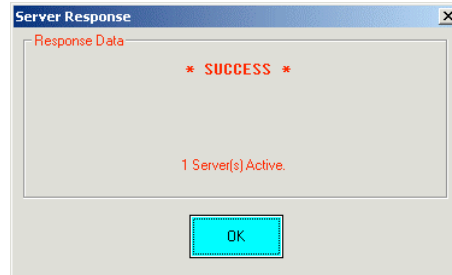 Server Response
Response Data
* SUCCESS *
1 Server(s) Active.
OK